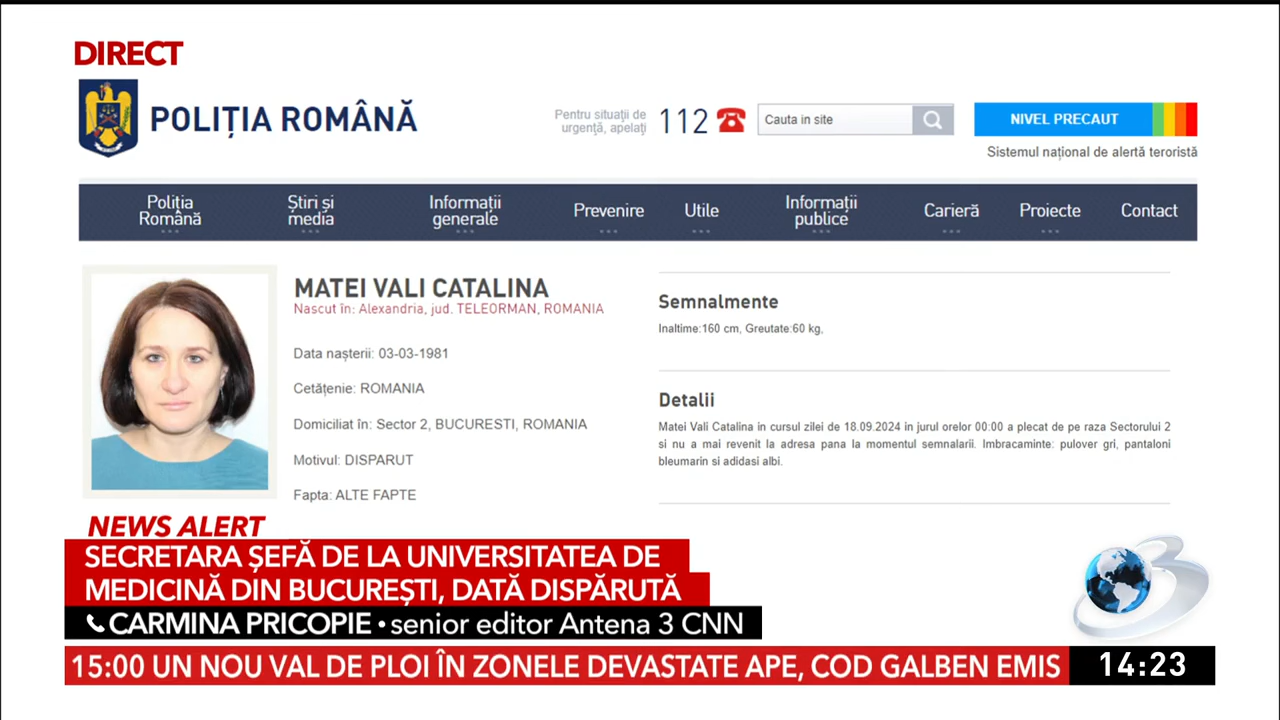 DIRECT
POLIȚIA ROMÂNĂ
Pentru situații de
urgență, apelați
112
Cauta in site
NIVEL PRECAUT
Sistemul național de alertă teroristă
Poliția
Română
Știri și
media
Informații
generale
Prevenire
Utile
Informații
publice
Carieră
Proiecte
Contact
MATEI VALI CATALINA
Nascut în: Alexandria, jud. TELEORMAN, ROMANIA
Data nașterii: 03-03-1981
Cetățenie: ROMANIA
Domiciliat în: Sector 2, BUCURESTI, ROMANIA
Motivul: DISPARUT
Fapta: ALTE FAPTE
Semnalmente
Inaltime:160 cm, Greutate:60 kg,
Detalii
Matei Vali Catalina in cursul zilei de 18.09.2024 in jurul orelor 00:00 a plecat de pe raza Sectorului 2
si nu a mai revenit la adresa pana la momentul semnalarii. Imbracaminte: pulover gri, pantaloni
bleumarin si adidasi albi.
NEWS ALERT
SECRETARA ȘEFĂ DE LA UNIVERSITATEA DE
MEDICINĂ DIN BUCUREȘTI, DATĂ DISPĂRUTĂ
CARMINA PRICOPIE • senior editor Antena 3 CNN
3
15:00 UN NOU VAL DE PLOI ÎN ZONELE DEVASTATE APE, COD GALBEN EMIS
14:23